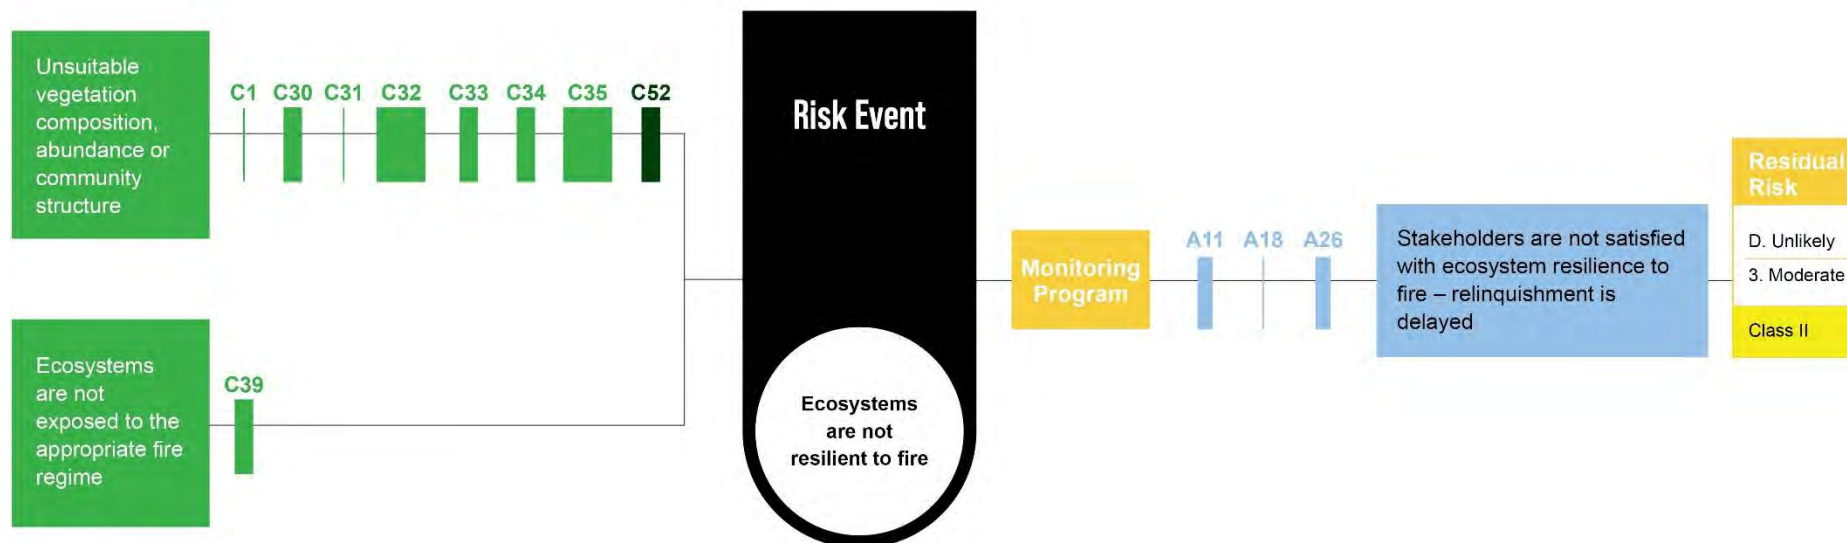 Unsuitable
vegetation
composition,
abundance or
community
structure
C1 C30 C31 C32 C33 C34 C35 C52
Ecosystems
are not
exposed to the
appropriate fire
regime
C39
Risk Event
Ecosystems
are not
resilient to fire
Monitoring
Program
A11 A18 A26
Stakeholders are not satisfied
with ecosystem resilience to
fire – relinquishment is
delayed
Residual
Risk
D. Unlikely
3. Moderate
Class II